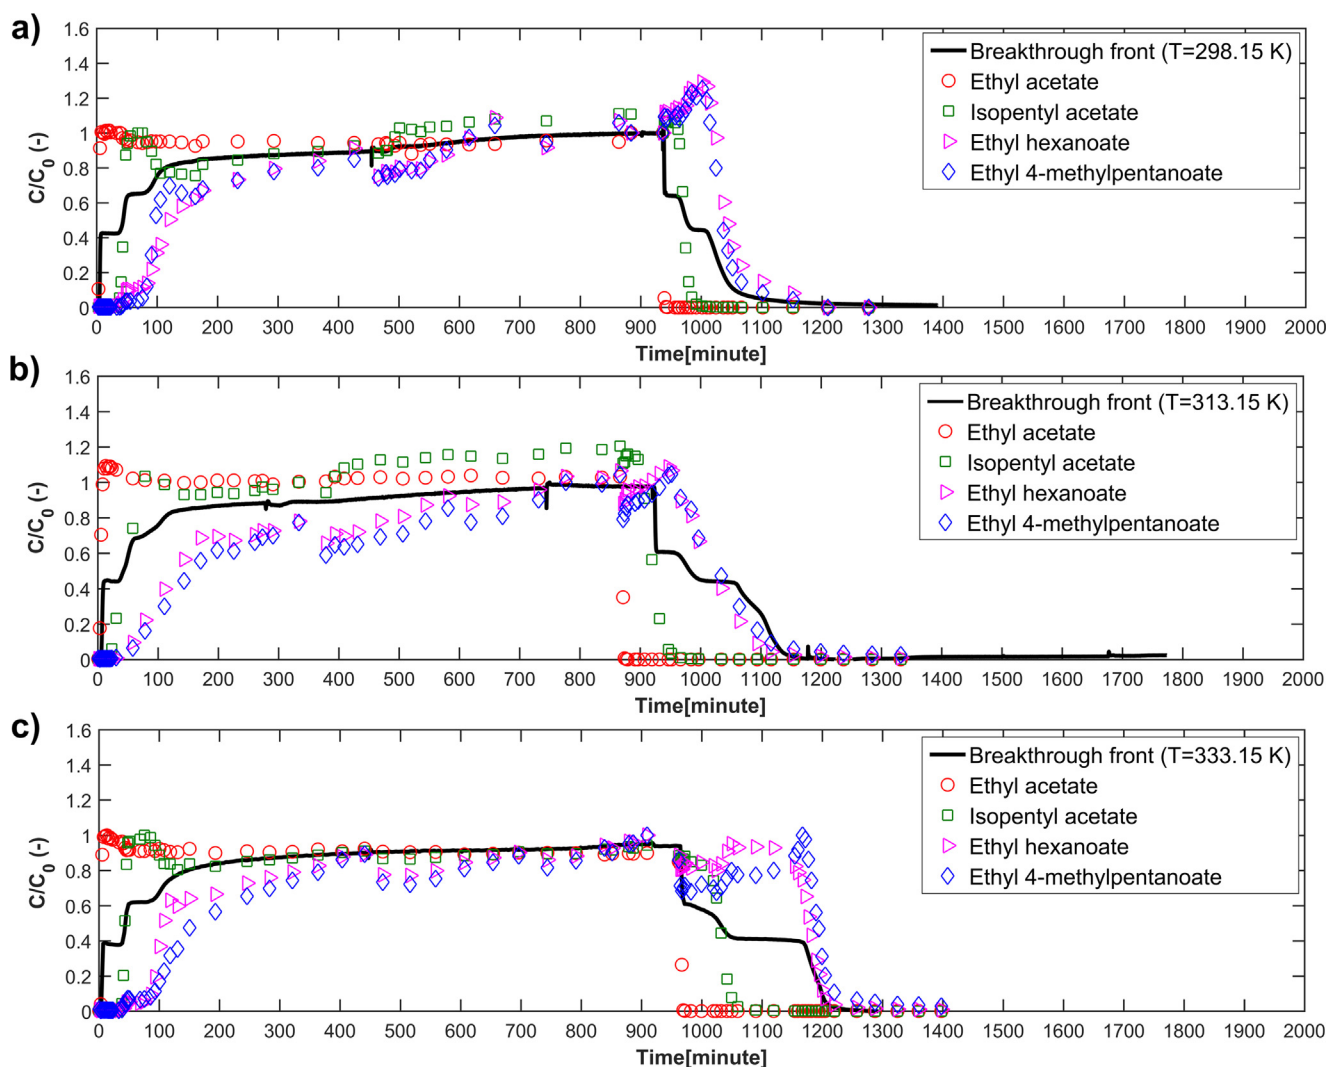 a)
1.6
1.4
1.2
1
0.8
0.6
0.4
0.2
0
C/C0 (-)
Breakthrough front (T=298.15 K)
Ethyl acetate
Isopentyl acetate
Ethyl hexanoate
Ethyl 4-methylpentanoate
0 100 200 300 400 500 600 700 800 900 1000 1100 1200 1300 1400 1500 1600 1700 1800 1900 2000
Time[minute]
b)
1.6
1.4
1.2
1
0.8
0.6
0.4
0.2
0
C/C0 (-)
Breakthrough front (T=313.15 K)
Ethyl acetate
Isopentyl acetate
Ethyl hexanoate
Ethyl 4-methylpentanoate
0 100 200 300 400 500 600 700 800 900 1000 1100 1200 1300 1400 1500 1600 1700 1800 1900 2000
Time[minute]
c)
1.6
1.4
1.2
1
0.8
0.6
0.4
0.2
0
C/C0 (-)
Breakthrough front (T=333.15 K)
Ethyl acetate
Isopentyl acetate
Ethyl hexanoate
Ethyl 4-methylpentanoate
0 100 200 300 400 500 600 700 800 900 1000 1100 1200 1300 1400 1500 1600 1700 1800 1900 2000
Time[minute]